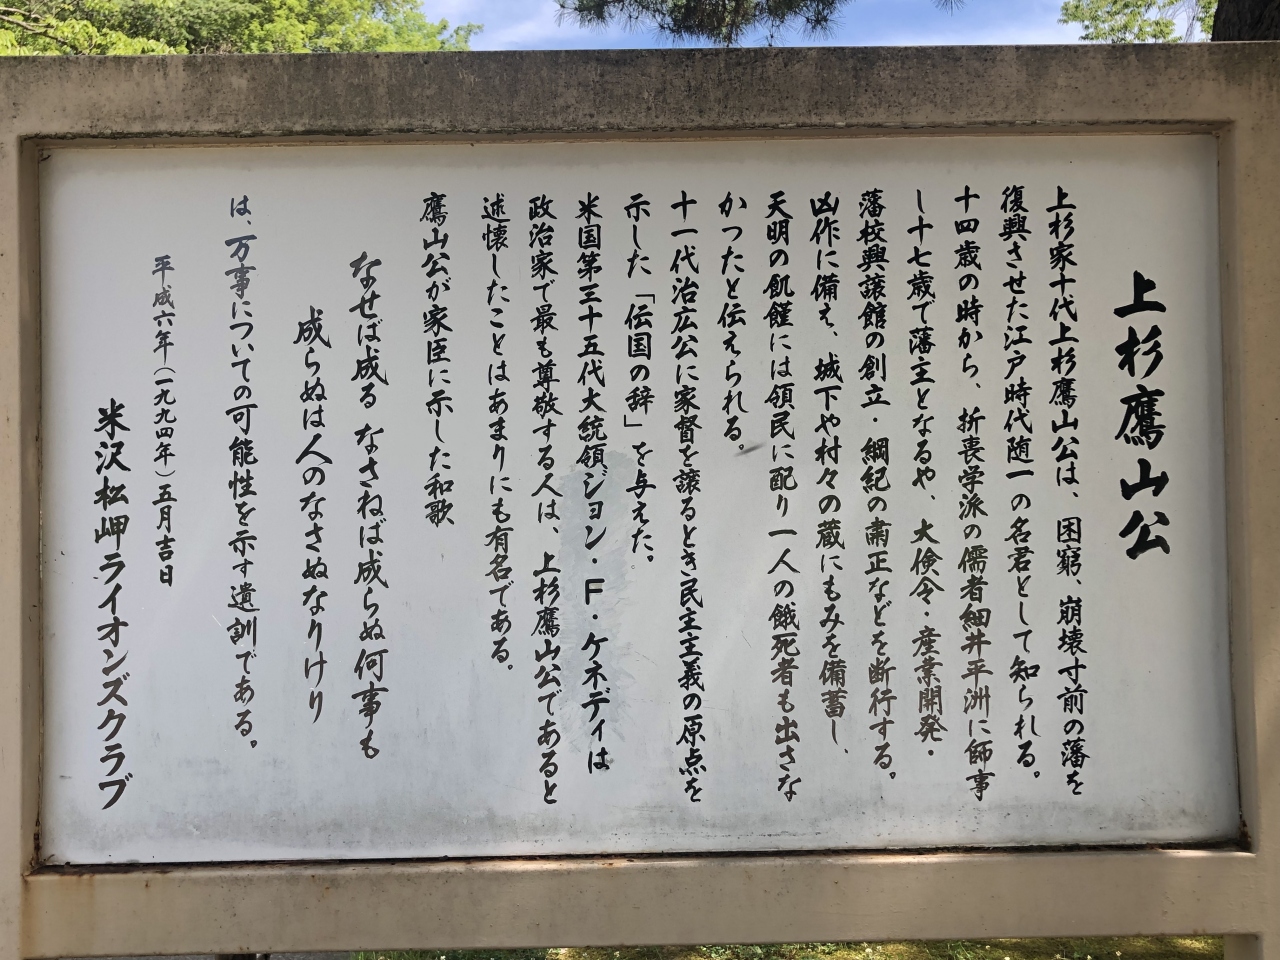 上杉鷹山公
上杉家十代上杉鷹山公は、困窮、崩壊寸前の藩を
復興させた江戸時代随一の名君として知られる。
十四歳の時から、折衷学派の儒者細井平洲に師事
し十七歳で藩主となるや、大倹令・産業開発・
藩校興譲館の創立・綱紀の粛正などを断行する。
凶作に備え、城下や村々の蔵にもみを備蓄し、
天明の飢饉には領民に配り一人の餓死者も出さな
かつたと伝えられる。
十一代治広公に家督を譲るとき民主主義の原点を
示した「伝国の辞」を与えた。
米国第三十五代大統領ジョン・F・ケネディは
政治家で最も尊敬する人は、上杉鷹山公であると
述懐したことはあまりにも有名である。
鷹山公が家臣に示した和歌
なせば成る なさねば成らぬ何事も
成らぬは人のなさぬなりけり
は、万事についての可能性を示す遺訓である。
平成六年(一九九四年)五月吉日
米沢松岬ライオンズクラブ